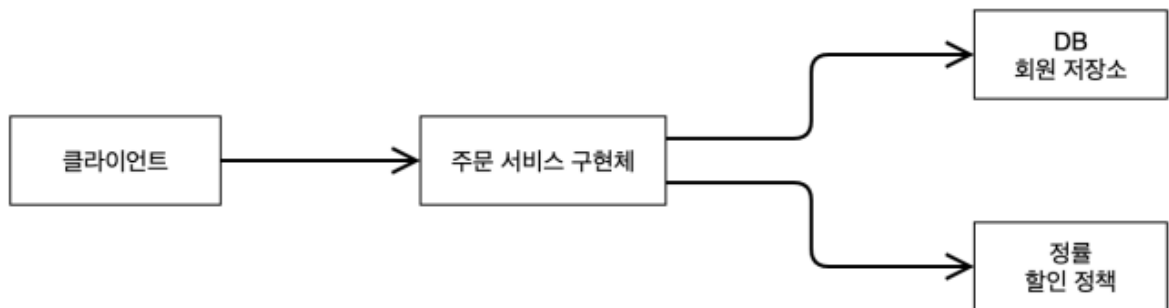 클라이언트
주문 서비스 구현체
DB
회원 저장소
정률
할인 정책